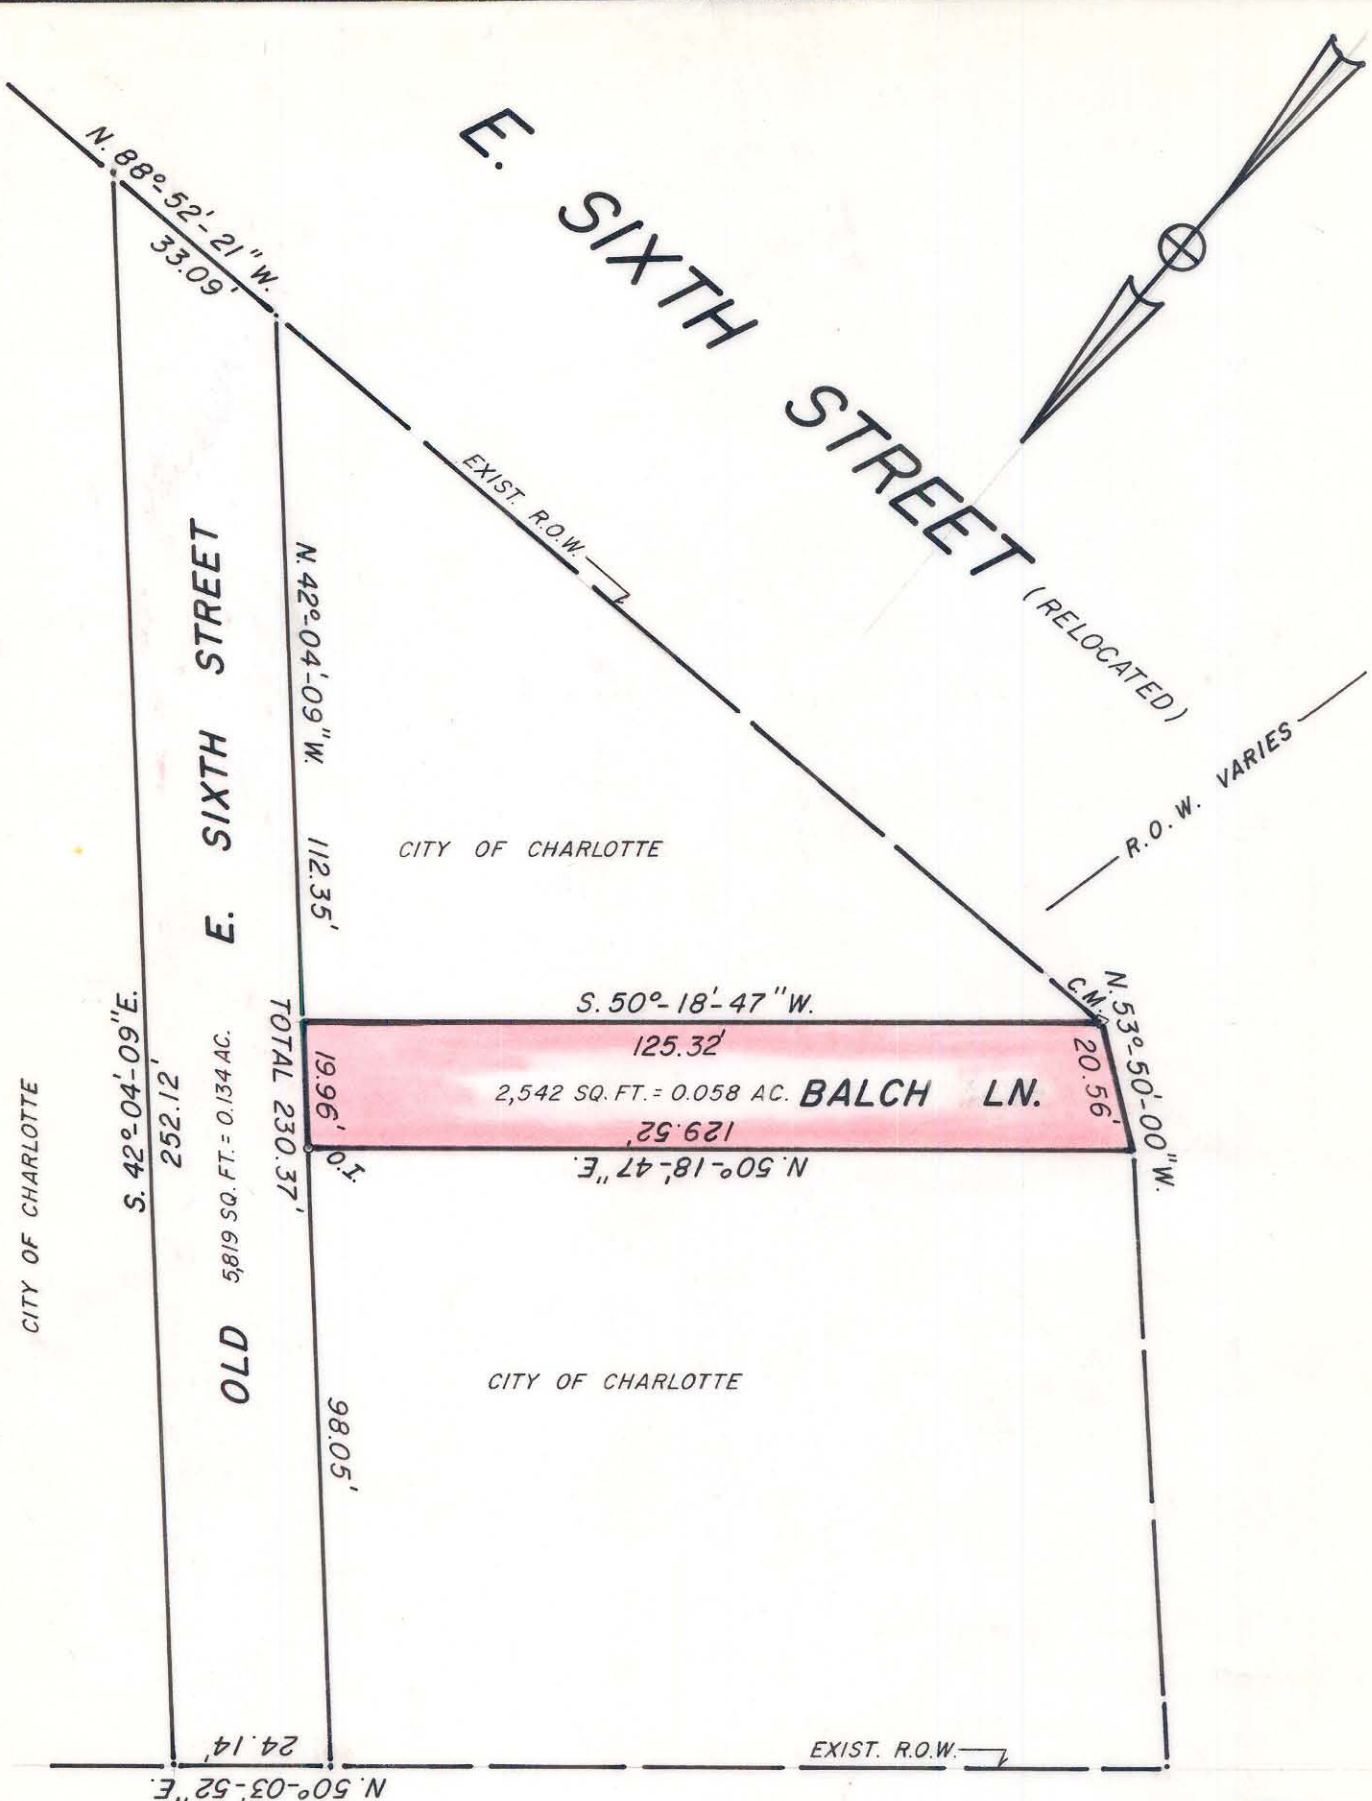 N. 88°-52'-21" W.
33.09'
E. SIXTH STREET (RELOCATED)
EXIST. R.O.W.
R.O.W. VARIES
N. 42°-04'-09" W. 112.35'
CITY OF CHARLOTTE
S. 42°-04'-09" E.
252.12'
CITY OF CHARLOTTE
OLD E. SIXTH STREET
5,819 SQ. FT. = 0.134 AC.
TOTAL 230.37'
C.M.
N. 53°-50'-00" W.
20.56'
S. 50°-18'-47" W.
125.32'
19.96'
2,542 SQ. FT. = 0.058 AC. BALCH LN.
129.52'
N. 50°-18'-47" E.
CITY OF CHARLOTTE
98.05'
24.14'
N. 50°-03'-52" E.
EXIST. R.O.W.